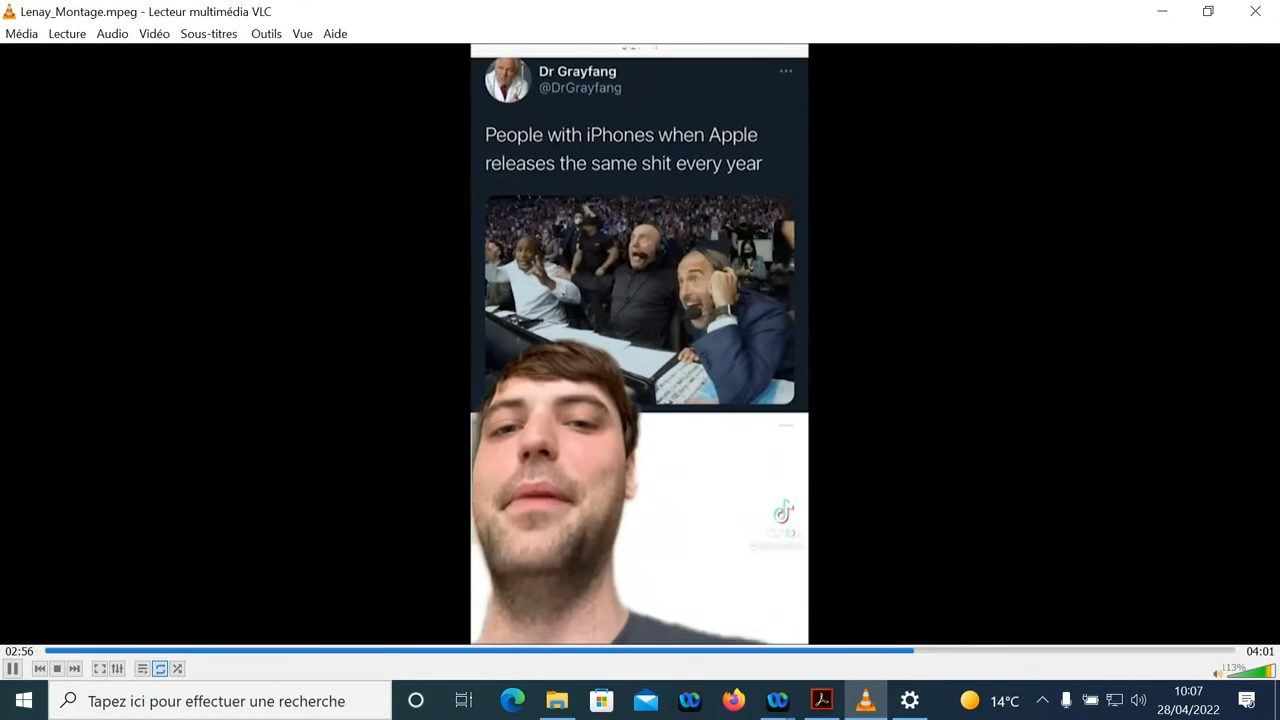 Lenay_Montage.mpeg - Lecteur multimédia VLC
Média Lecture Audio Vidéo Sous-titres Outils Vue Aide
Dr Grayfang
@DrGrayfang
People with iPhones when Apple
releases the same shit every year
02:56
04:01
113%
Tapez ici pour effectuer une recherche
14°C
10:07
28/04/2022